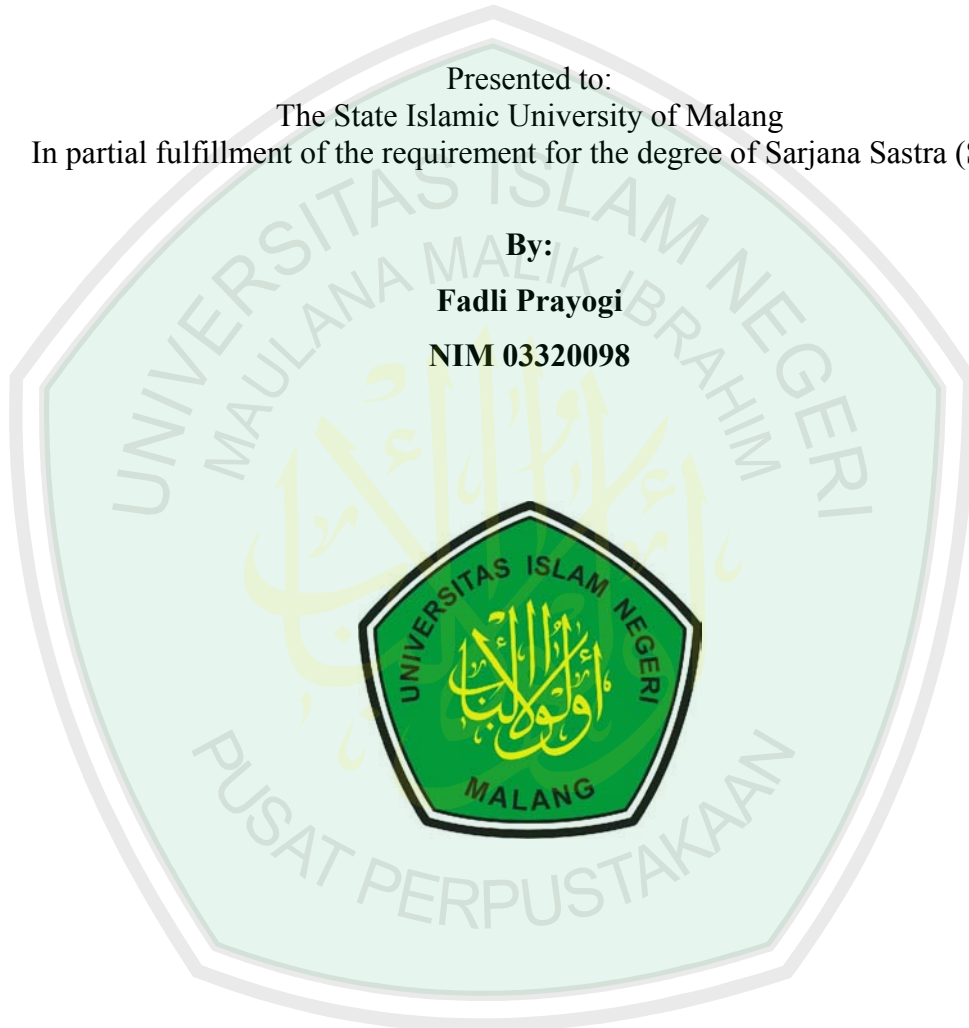 Presented to:
The State Islamic University of Malang
In partial fulfillment of the requirement for the degree of Sarjana Sastra (S
By:
Fadli Prayogi
NIM 03320098
UNIVERSITAS ISLAM NEGERI
MAULANA MALIK IBRAHIM
PUSAT PERPUSTAKAAN
UNIVERSITAS ISLAM NEGERI
أولوا الألباب
MALANG